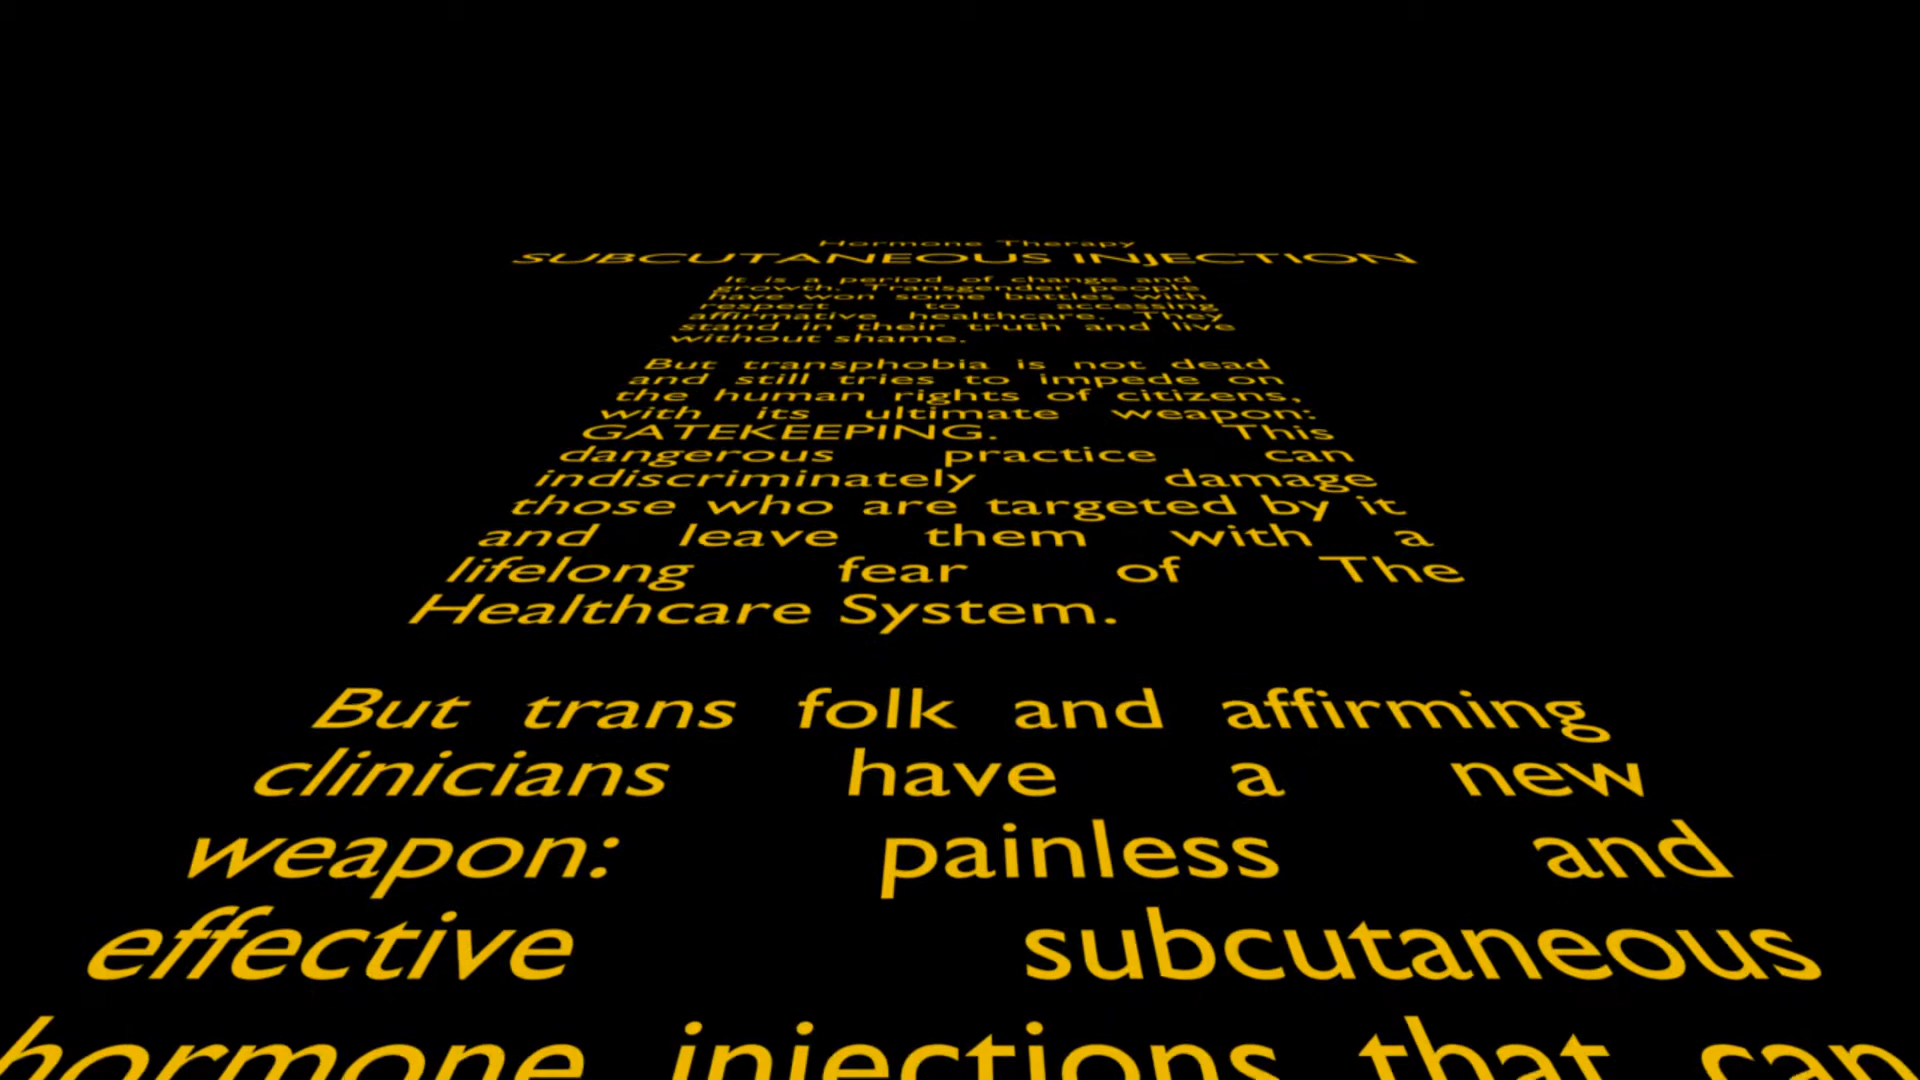 Hormone Therapy
SUBCUTANEOUS INJECTION
It is a period of change and
growth. Transgender people
have won some battles with
respect to accessing
affirmative healthcare. They
stand in their truth and live
without shame.
But transphobia is not dead
and still tries to impede on
the human rights of citizens,
with its ultimate weapon:
GATEKEEPING. This
dangerous practice can
indiscriminately damage
those who are targeted by it
and leave them with a
lifelong fear of The
Healthcare System.
But trans folk and affirming
clinicians have a new
weapon: painless and
effective subcutaneous
hormone injections that can